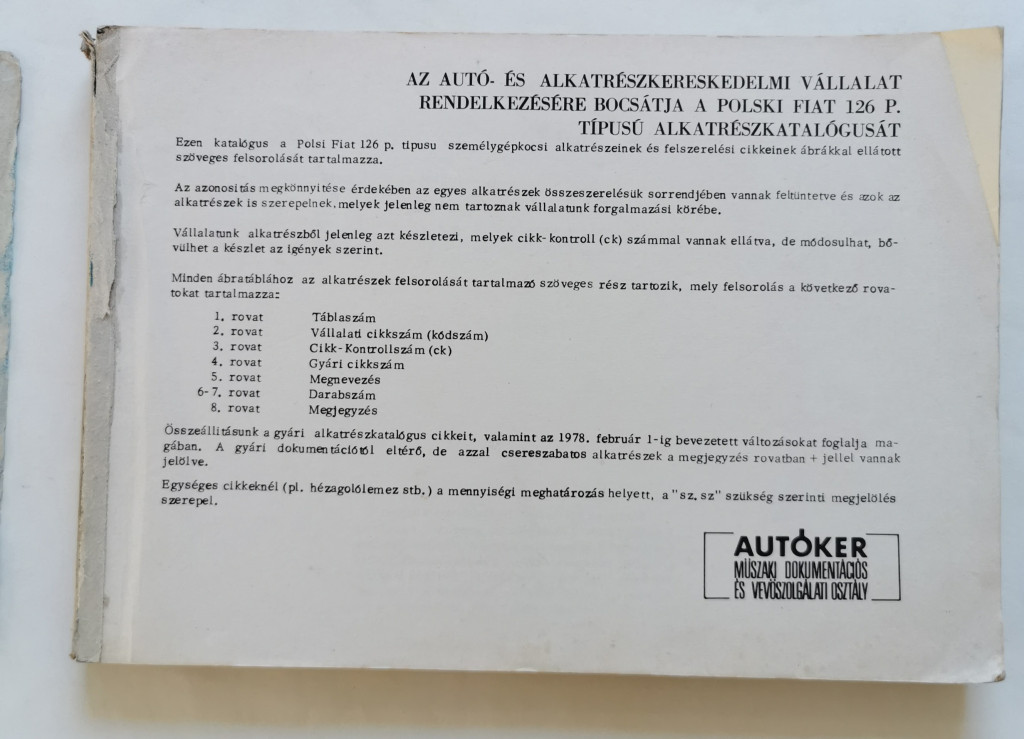 AZ AUTÓ- ÉS ALKATRÉSZKERESKEDELMI VÁLLALAT
RENDELKEZÉSÉRE BOCSÁTJA A POLSKI FIAT 126 P.
TÍPUSÚ ALKATRÉSZKATALÓGUSÁT
Ezen katalógus a Polsi Fiat 126 p. tipusu személygépkocsi alkatrészeinek és felszerelési cikkeinek ábrákkal ellátott
szöveges felsorolását tartalmazza.
Az azonositás megkönnyitése érdekében az egyes alkatrészek összeszerelésük sorrendjében vannak feltüntetve és azok az
alkatrészek is szerepelnek, melyek jelenleg nem tartoznak vállalatunk forgalmazási körébe.
Vállalatunk alkatrészből jelenleg azt készletezi, melyek cikk-kontroll (ck) számmal vannak ellátva, de módosulhat, bő-
vülhet a készlet az igények szerint.
Minden ábratáblához az alkatrészek felsorolását tartalmazó szöveges rész tartozik, mely felsorolás a következő rova-
tokat tartalmazza:
1. rovat Táblaszám
2. rovat Vállalati cikkszám (kódszám)
3. rovat Cikk-Kontrollszám (ck)
4. rovat Gyári cikkszám
5. rovat Megnevezés
6-7. rovat Darabszám
8. rovat Megjegyzés
Összeállitásunk a gyári alkatrészkatalógus cikkeit, valamint az 1978. február 1-ig bevezetett változásokat foglalja ma-
gában. A gyári dokumentációtól eltérő, de azzal csereszabatos alkatrészek a megjegyzés rovatban + jellel vannak
jelölve.
Egységes cikkeknél (pl. hézagolólemez stb.) a mennyiségi meghatározás helyett, a "sz. sz" szükség szerinti megjelölés
szerepel.
AUTÓKER
MŰSZAKI DOKUMENTÁCIÓS
ÉS VEVŐSZOLGÁLATI OSZTÁLY